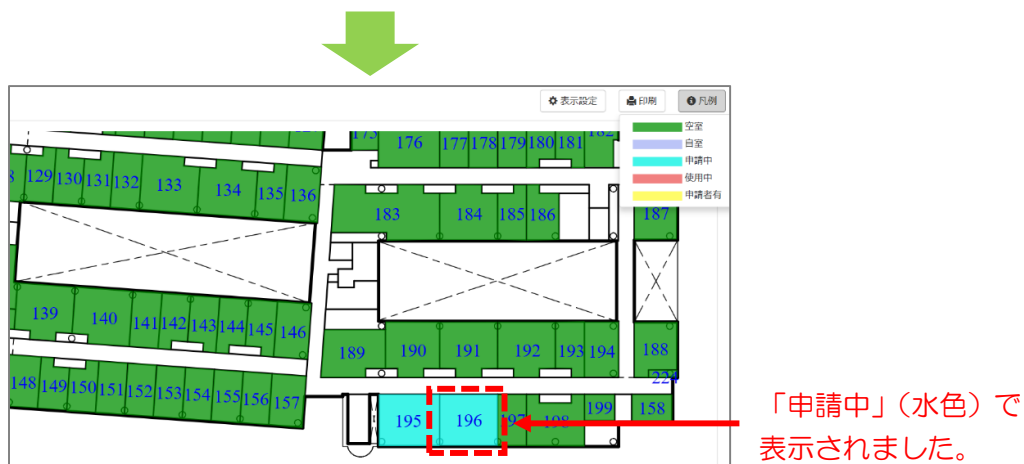 表示設定
印刷
凡例
空室
自室
申請中
使用中
申請者有
173 176 177 178 179 180 181 182
129 130 131 132 133 134 135 136
183 184 185 186 187
139 140 141 142 143 144 145 146
189 190 191 192 193 194 188
224
148 149 150 151 152 153 154 155 156 157
195 196 197 198 199 158
「申請中」（水色）で
表示されました。